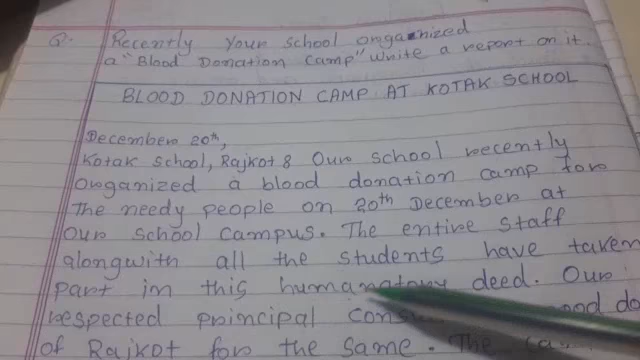 Q. Recently your school organized
a "Blood Donation Camp" write a report on it.
BLOOD DONATION CAMP AT KOTAK SCHOOL
December 20th,
Kotak School, Rajkot : Our school recently
organized a blood donation camp for
the needy people on 20th December at
our school campus. The entire staff
alongwith all the students have taken
part in this humanatory deed. Our
respected principal
of Rajkot for the same. The